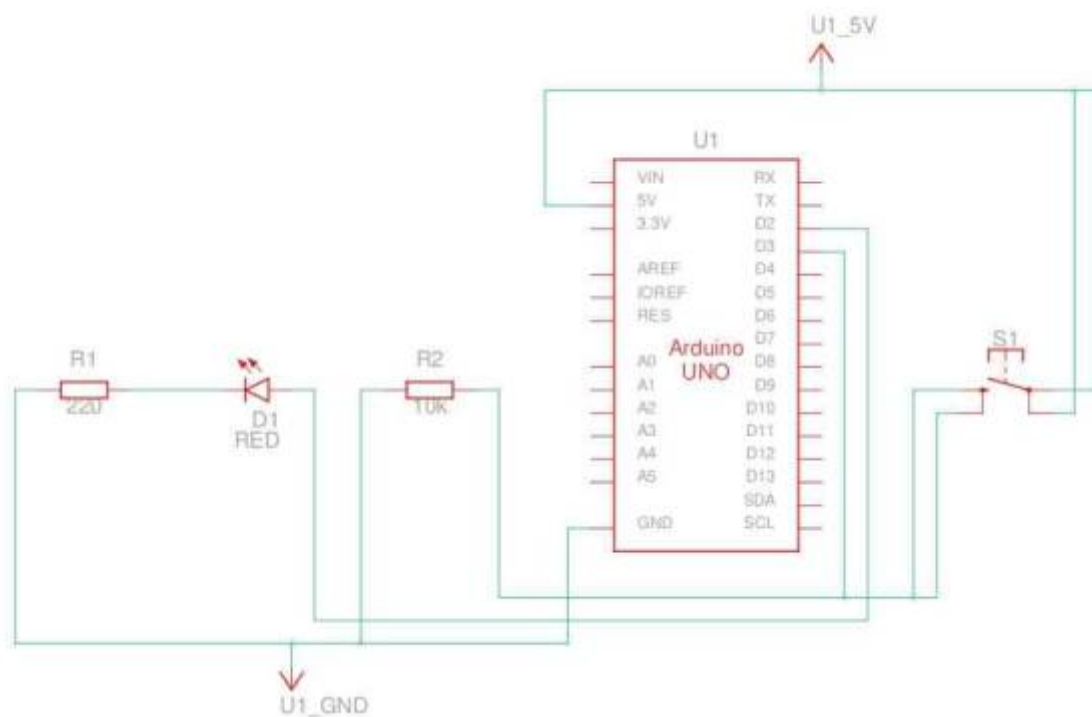 U1_5V
U1
VIN RX
5V TX
3.3V D2
D3
AREF D4
IOREF D5
RES D6
D7
Arduino
UNO
A0 D8
A1 D9
A2 D10
A3 D11
A4 D12
A5 D13
SDA
GND SCL
S1
R1
220
D1
RED
R2
10k
U1_GND